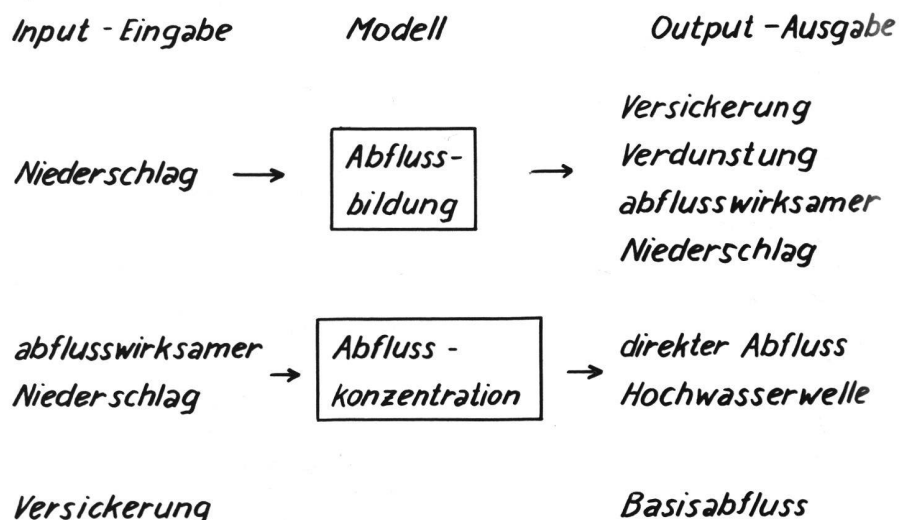 Input - Eingabe
Modell
Output - Ausgabe
Niederschlag
Abfluss-
bildung
Versickerung
Verdunstung
abflusswirksamer
Niederschlag
abflusswirksamer
Niederschlag
Abfluss -
konzentration
direkter Abfluss
Hochwasserwelle
Versickerung
Basisabfluss